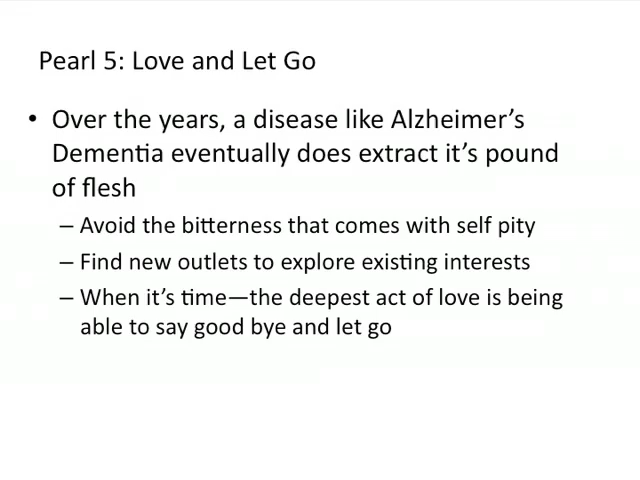 Pearl 5: Love and Let Go
• Over the years, a disease like Alzheimer’s
Dementia eventually does extract it’s pound
of flesh
– Avoid the bitterness that comes with self pity
– Find new outlets to explore existing interests
– When it’s time—the deepest act of love is being
able to say good bye and let go